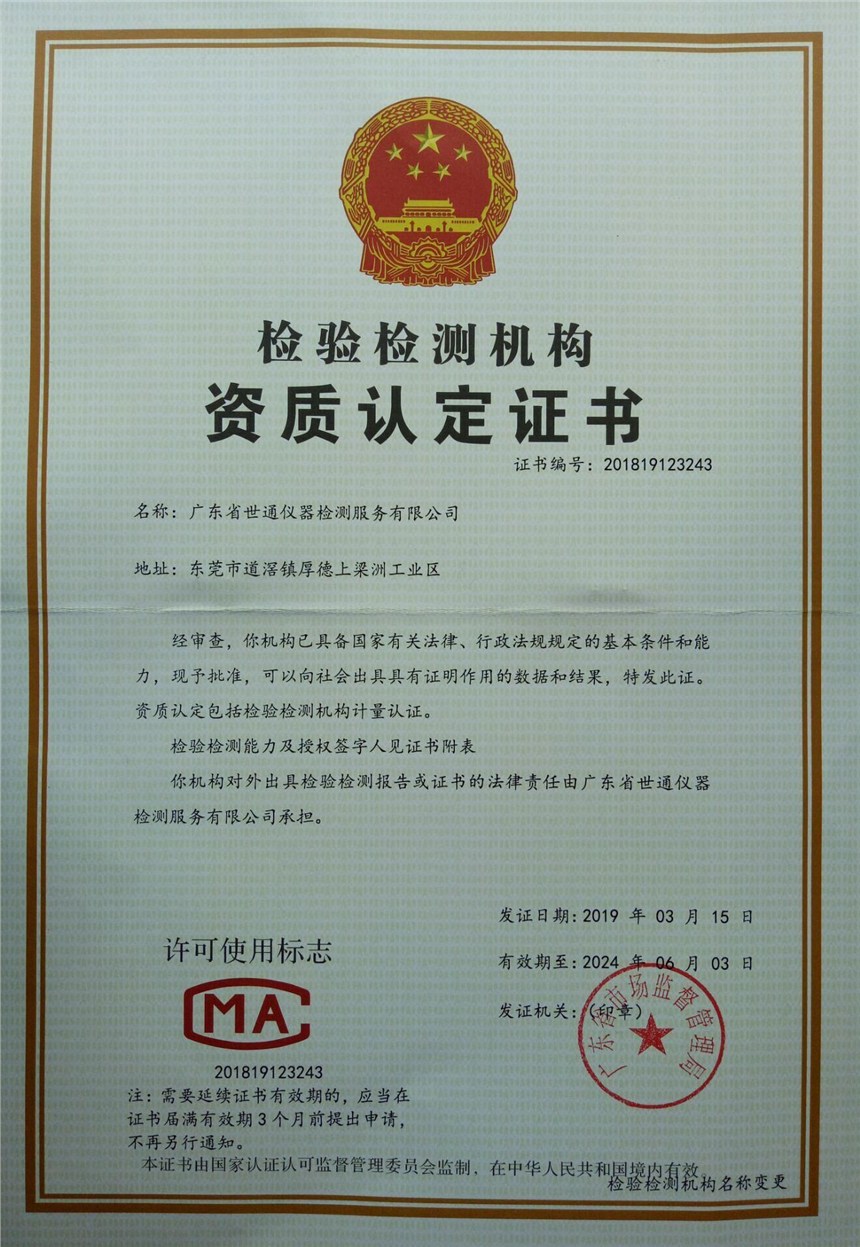 检验检测机构
资质认定证书
证书编号：201819123243
名称：广东省世通仪器检测服务有限公司
地址：东莞市道滘镇厚德上梁洲工业区
经审查，你机构已具备国家有关法律、行政法规规定的基本条件和能
力，现予批准，可以向社会出具具有证明作用的数据和结果，特发此证。
资质认定包括检验检测机构计量认证。
检验检测能力及授权签字人见证书附表
你机构对外出具检验检测报告或证书的法律责任由广东省世通仪器
检测服务有限公司承担。
发证日期：2019 年 03 月 15 日
有效期至：2024 年 06 月 03 日
发证机关：（印章）
广东省市场监督管理局
许可使用标志
MA
201819123243
注：需要延续证书有效期的，应当在
证书届满有效期3个月前提出申请，
不再另行通知。
本证书由国家认证认可监督管理委员会监制，在中华人民共和国境内有效。
检验检测机构名称变更